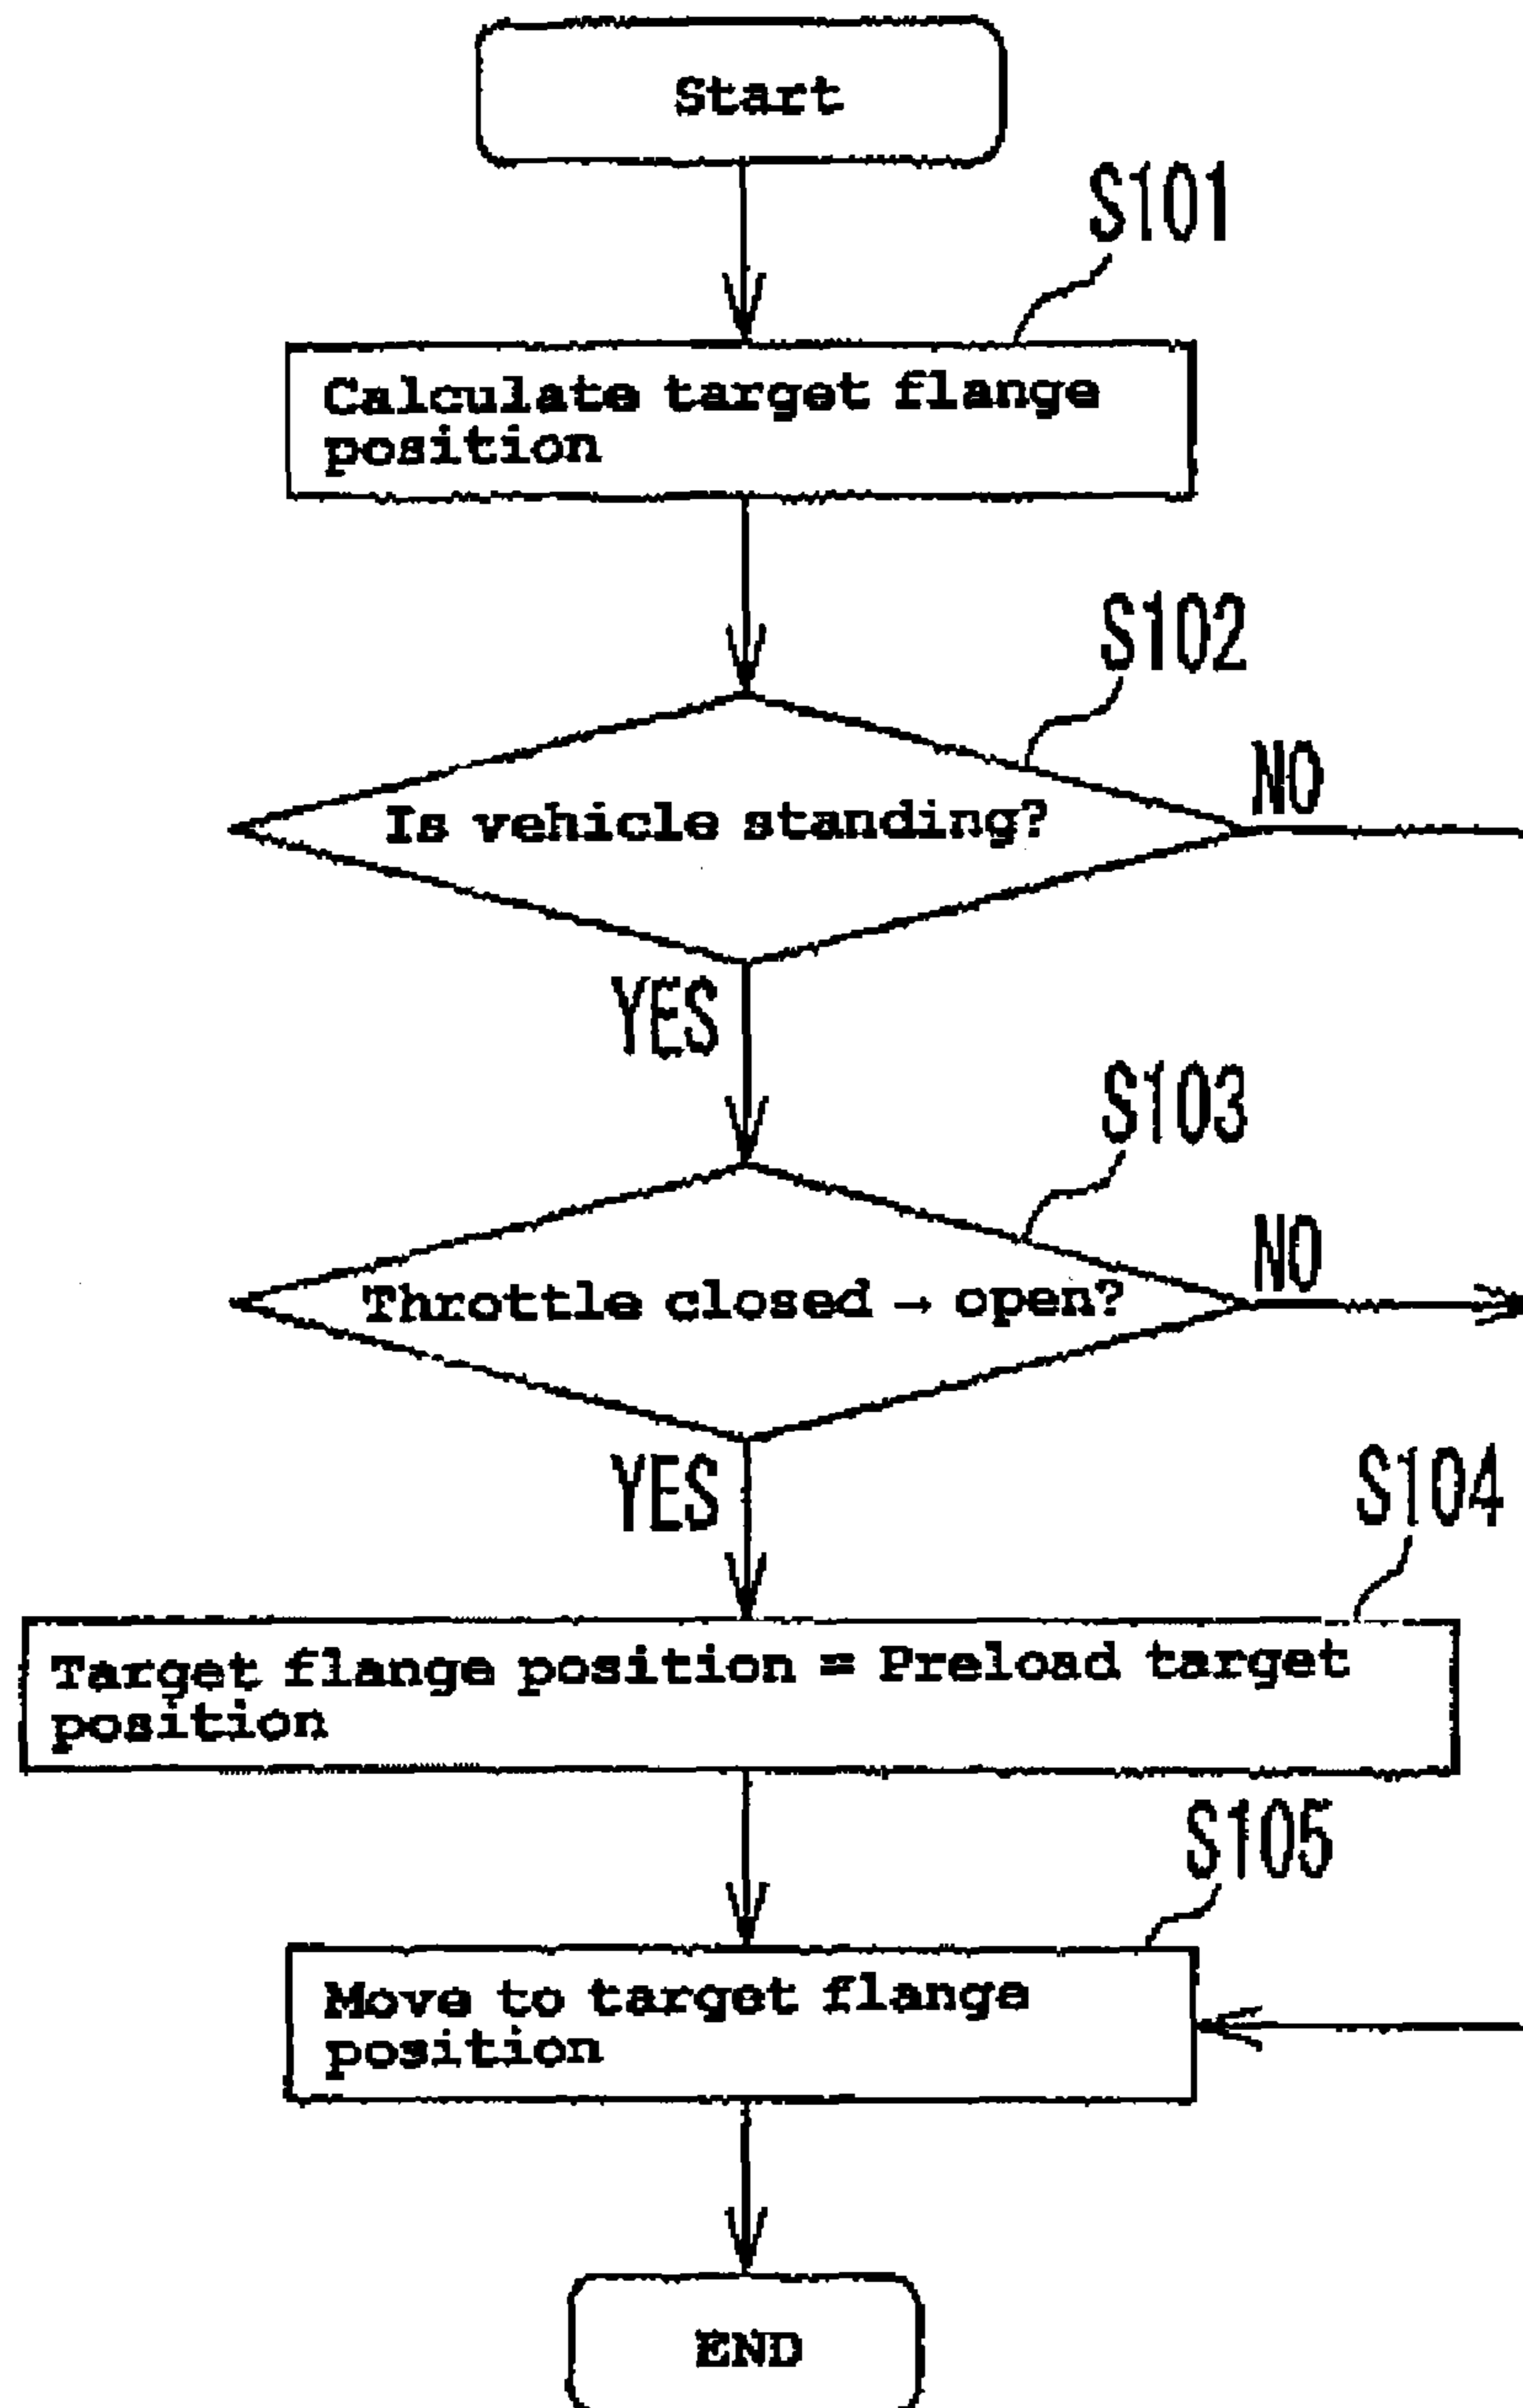 Start
S101
Calculate target flange
position
S102
Is vehicle standing?
NO
YES
S103
Throttle closed → open?
NO
YES
S104
Target flange position = Preload target
position
S105
Move to target flange
position
END